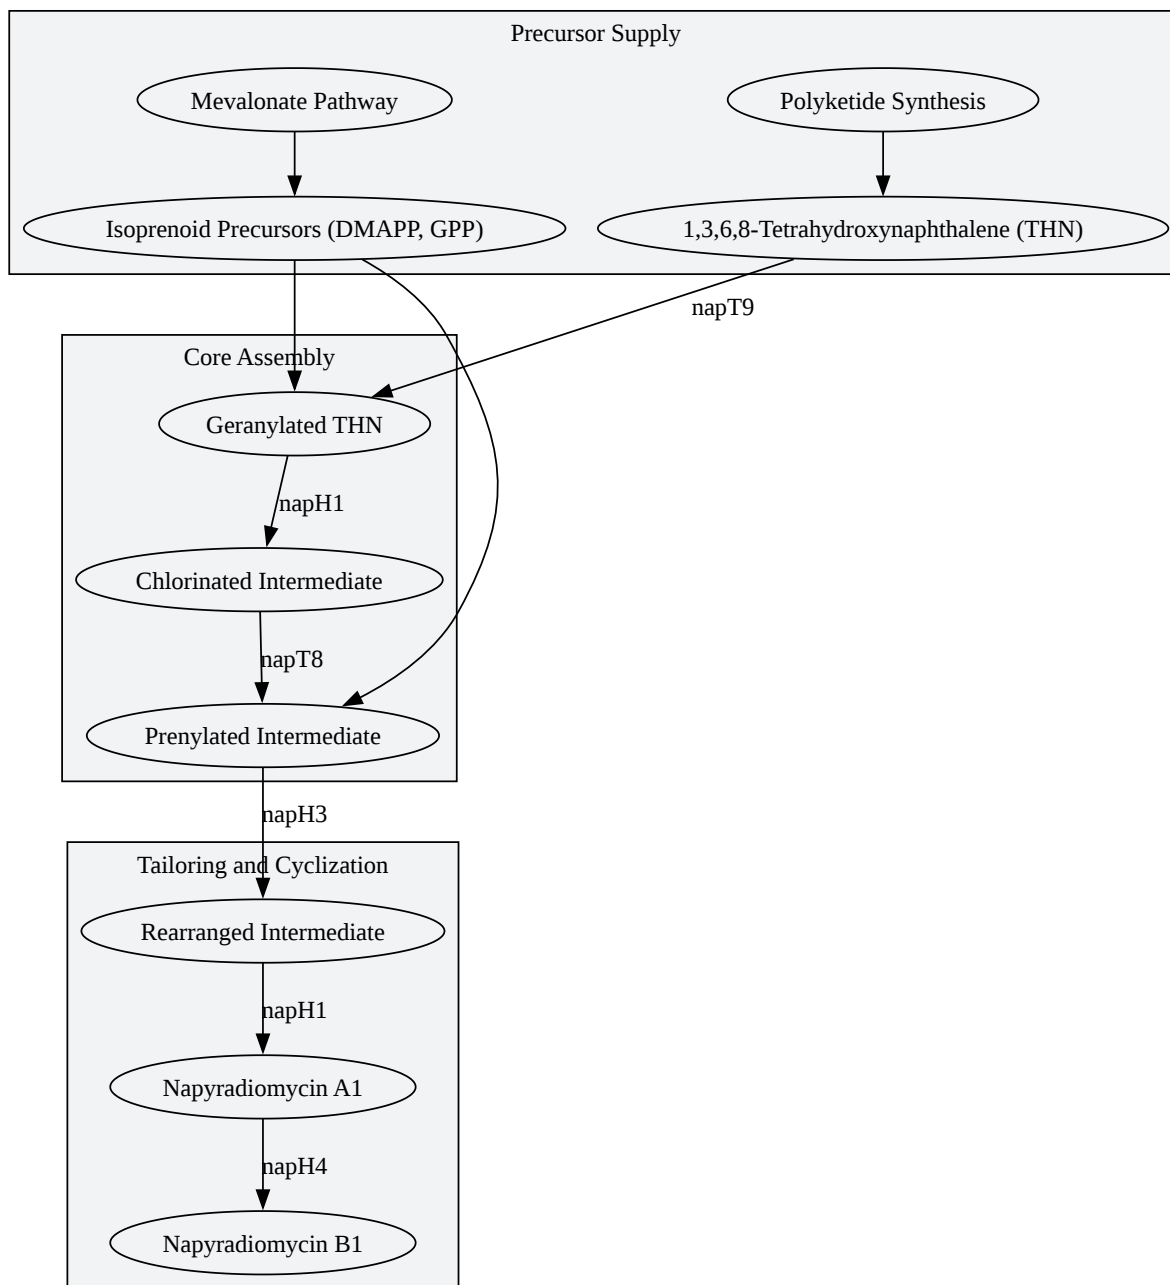 Precursor Supply
Mevalonate Pathway
Polyketide Synthesis
Isoprenoid Precursors (DMAPP, GPP)
1,3,6,8-Tetrahydroxynaphthalene (THN)
napT9
Core Assembly
Geranylated THN
napH1
Chlorinated Intermediate
napT8
Prenylated Intermediate
napH3
Tailoring and Cyclization
Rearranged Intermediate
napH1
Napyradiomycin A1
napH4
Napyradiomycin B1